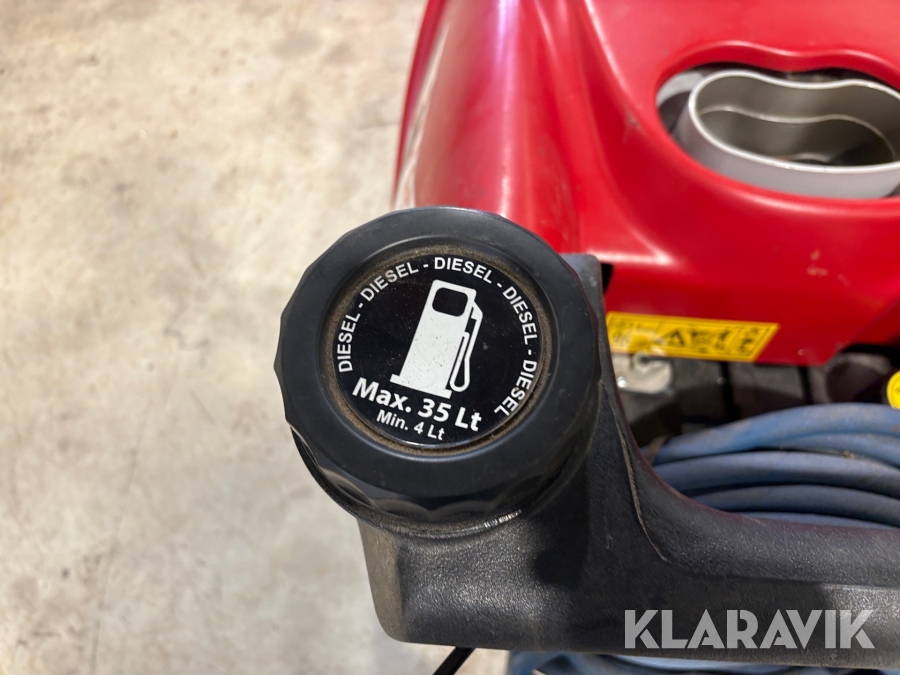 DIESEL - DIESEL - DIESEL - DIESEL - DIESEL
Max. 35 Lt
Min. 4 Lt
KLARAVIK